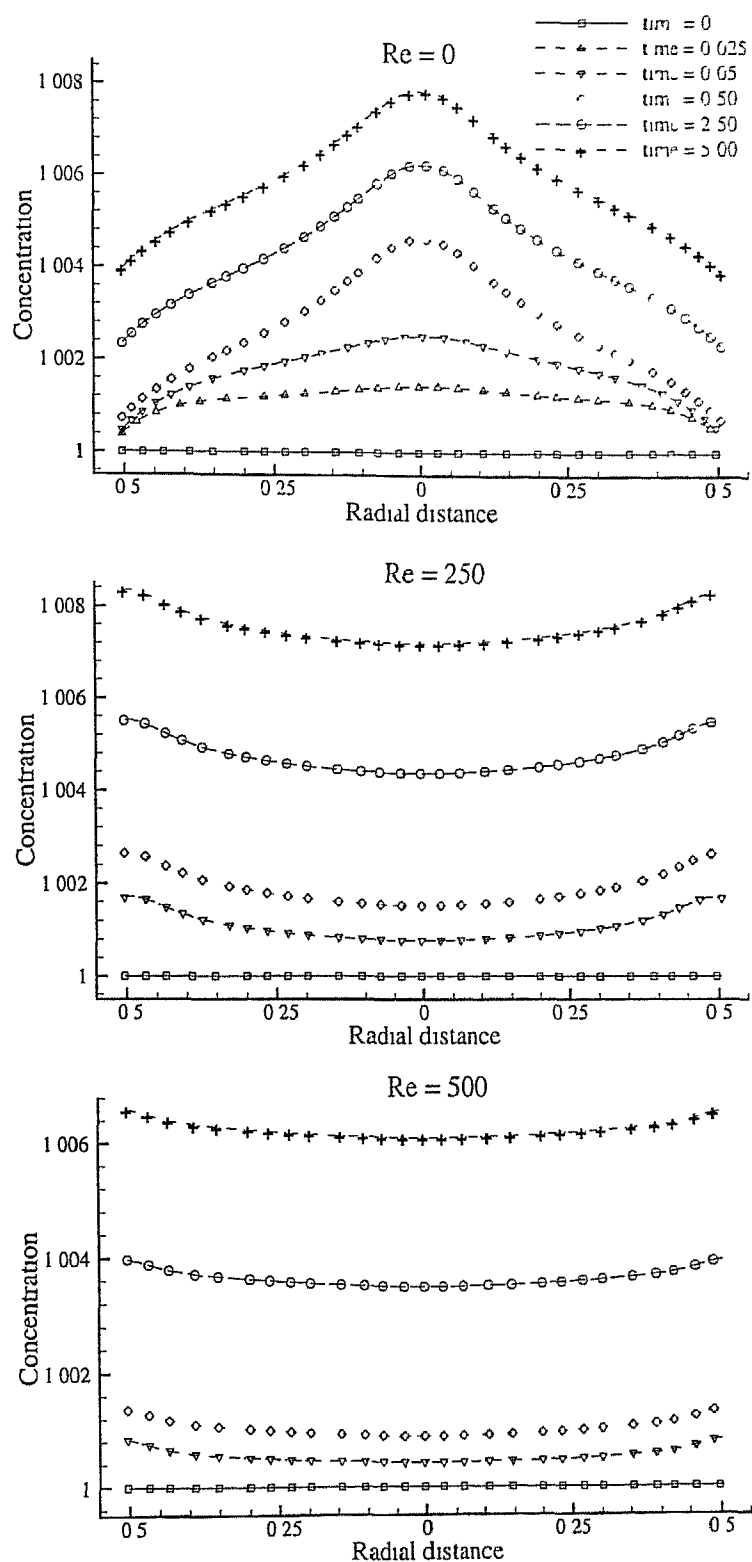 tim = 0
Re = 0
time = 0 025
1 008
= 0 05
tim = 0 50
time = 2 50
1 006
time = 5 00
Concentration
1 004
1 002
1
0 5 0 25 0 0 25 0 5
Radial distance
Re = 250
1 008
1 006
Concentration
1 004
1 002
1
0 5 0 25 0 0 25 0 5
Radial distance
Re = 500
1 006
Concentration
1 004
1 002
1
0 5 0 25 0 0 25 0 5
Radial distance